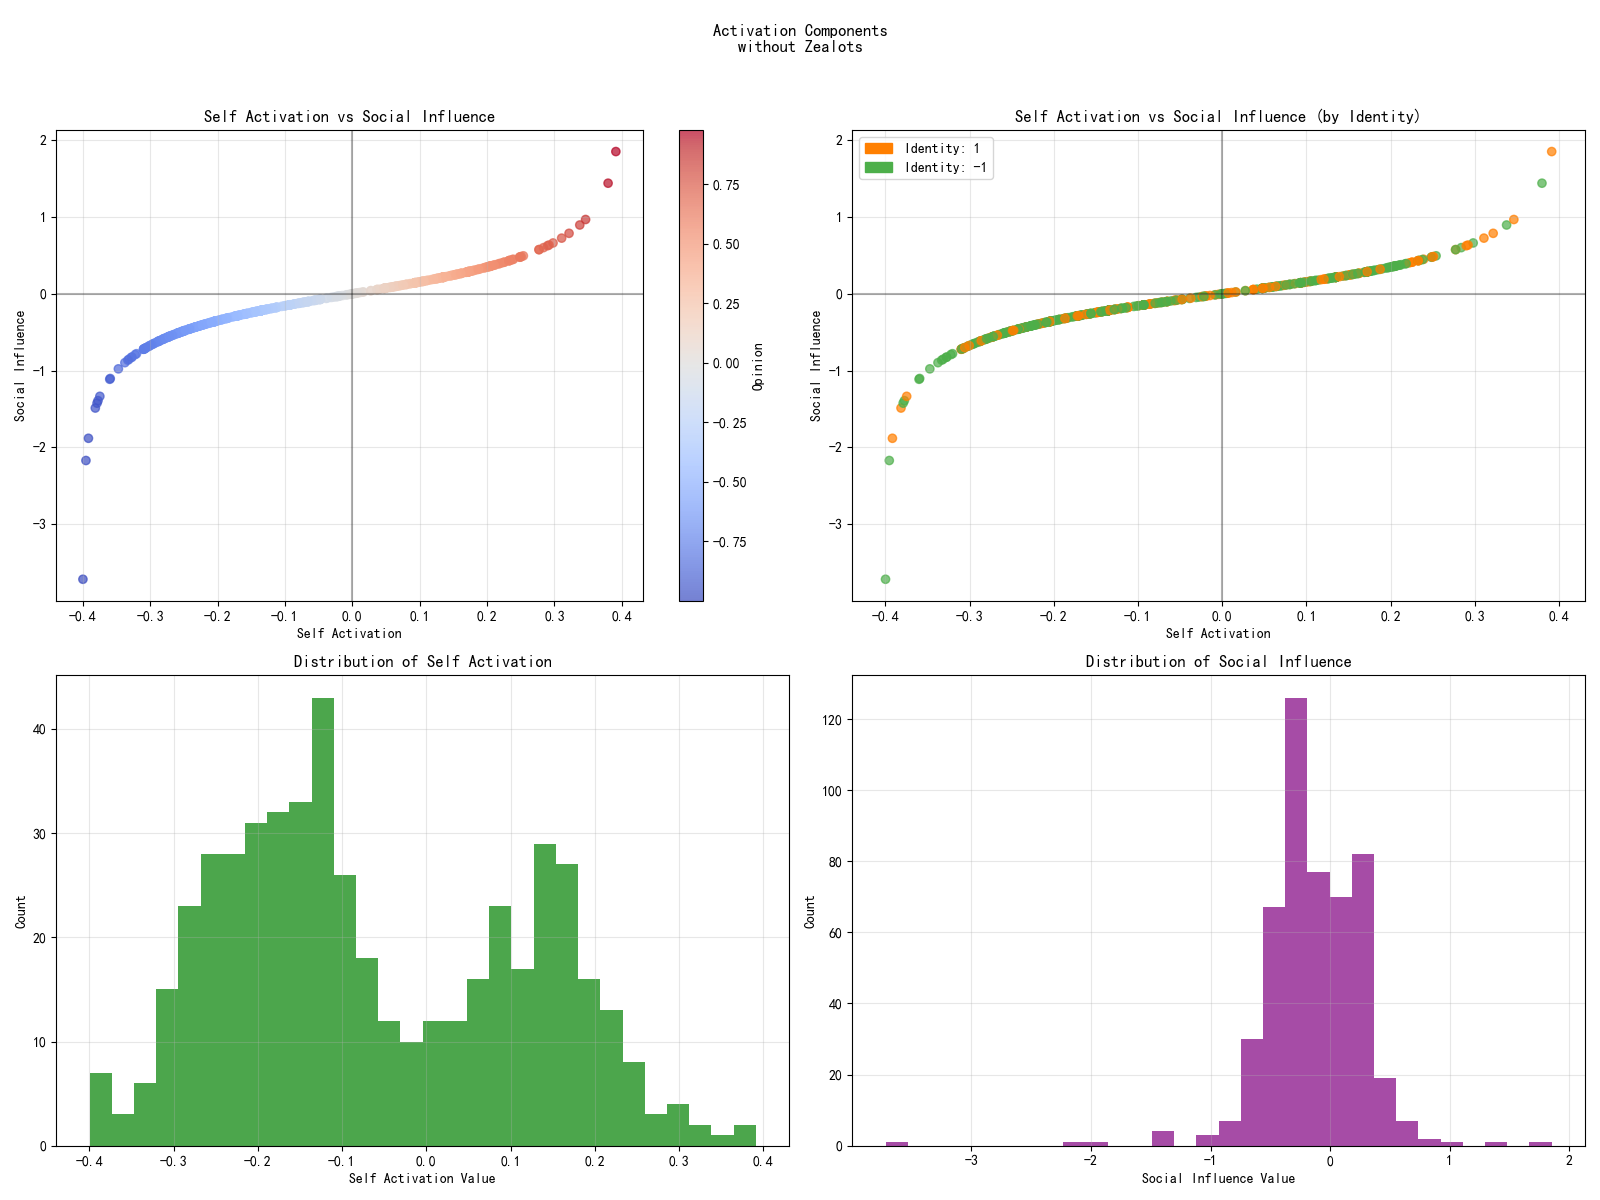 Activation Components
without Zealots
Self Activation vs Social Influence
2
1
0
−1
−2
−3
Social Influence
−0.4 −0.3 −0.2 −0.1 0.0 0.1 0.2 0.3 0.4
Self Activation
0.75
0.50
0.25
0.00
−0.25
−0.50
−0.75
Opinion
Self Activation vs Social Influence (by Identity)
Identity: 1
Identity: -1
2
1
0
−1
−2
−3
Social Influence
−0.4 −0.3 −0.2 −0.1 0.0 0.1 0.2 0.3 0.4
Self Activation
Distribution of Self Activation
40
30
20
10
0
Count
−0.4 −0.3 −0.2 −0.1 0.0 0.1 0.2 0.3 0.4
Self Activation Value
Distribution of Social Influence
120
100
80
60
40
20
0
Count
−3 −2 −1 0 1 2
Social Influence Value